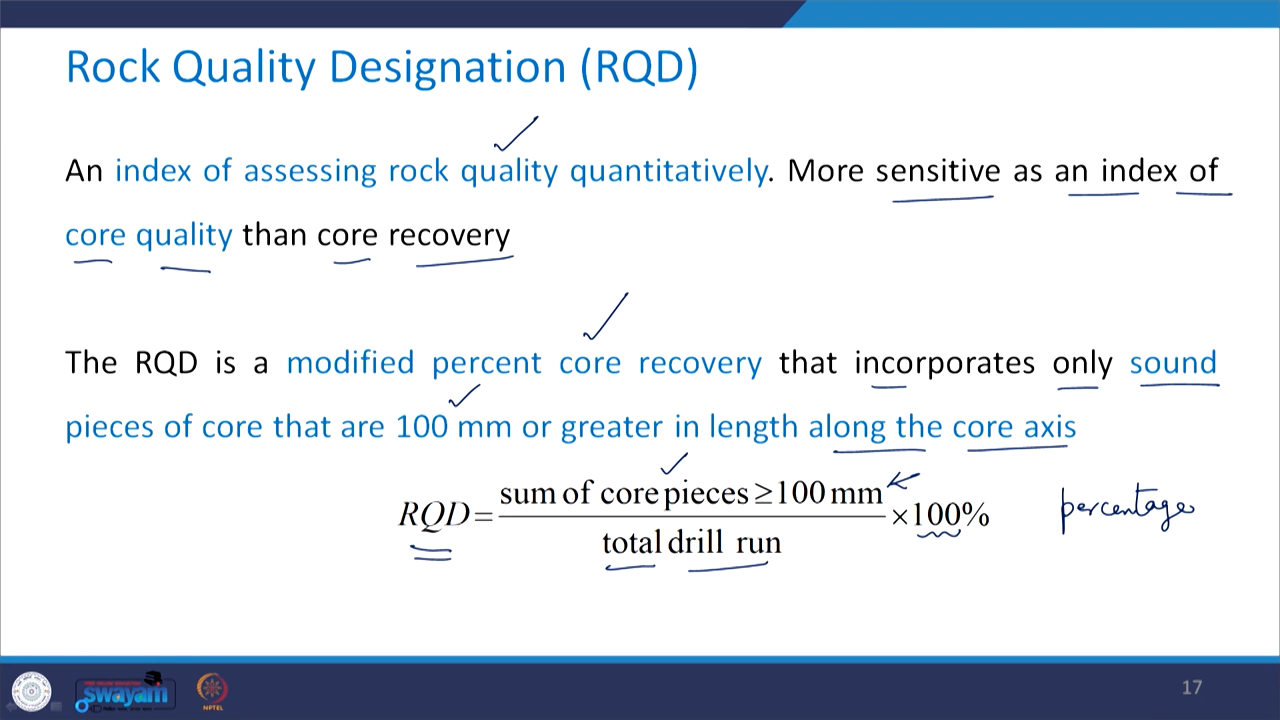 Rock Quality Designation (RQD)
An index of assessing rock quality quantitatively. More sensitive as an index of
core quality than core recovery
The RQD is a modified percent core recovery that incorporates only sound
pieces of core that are 100 mm or greater in length along the core axis
RQD = sum of core pieces ≥ 100 mm / total drill run × 100%
percentage
swayam
NPTEL
17